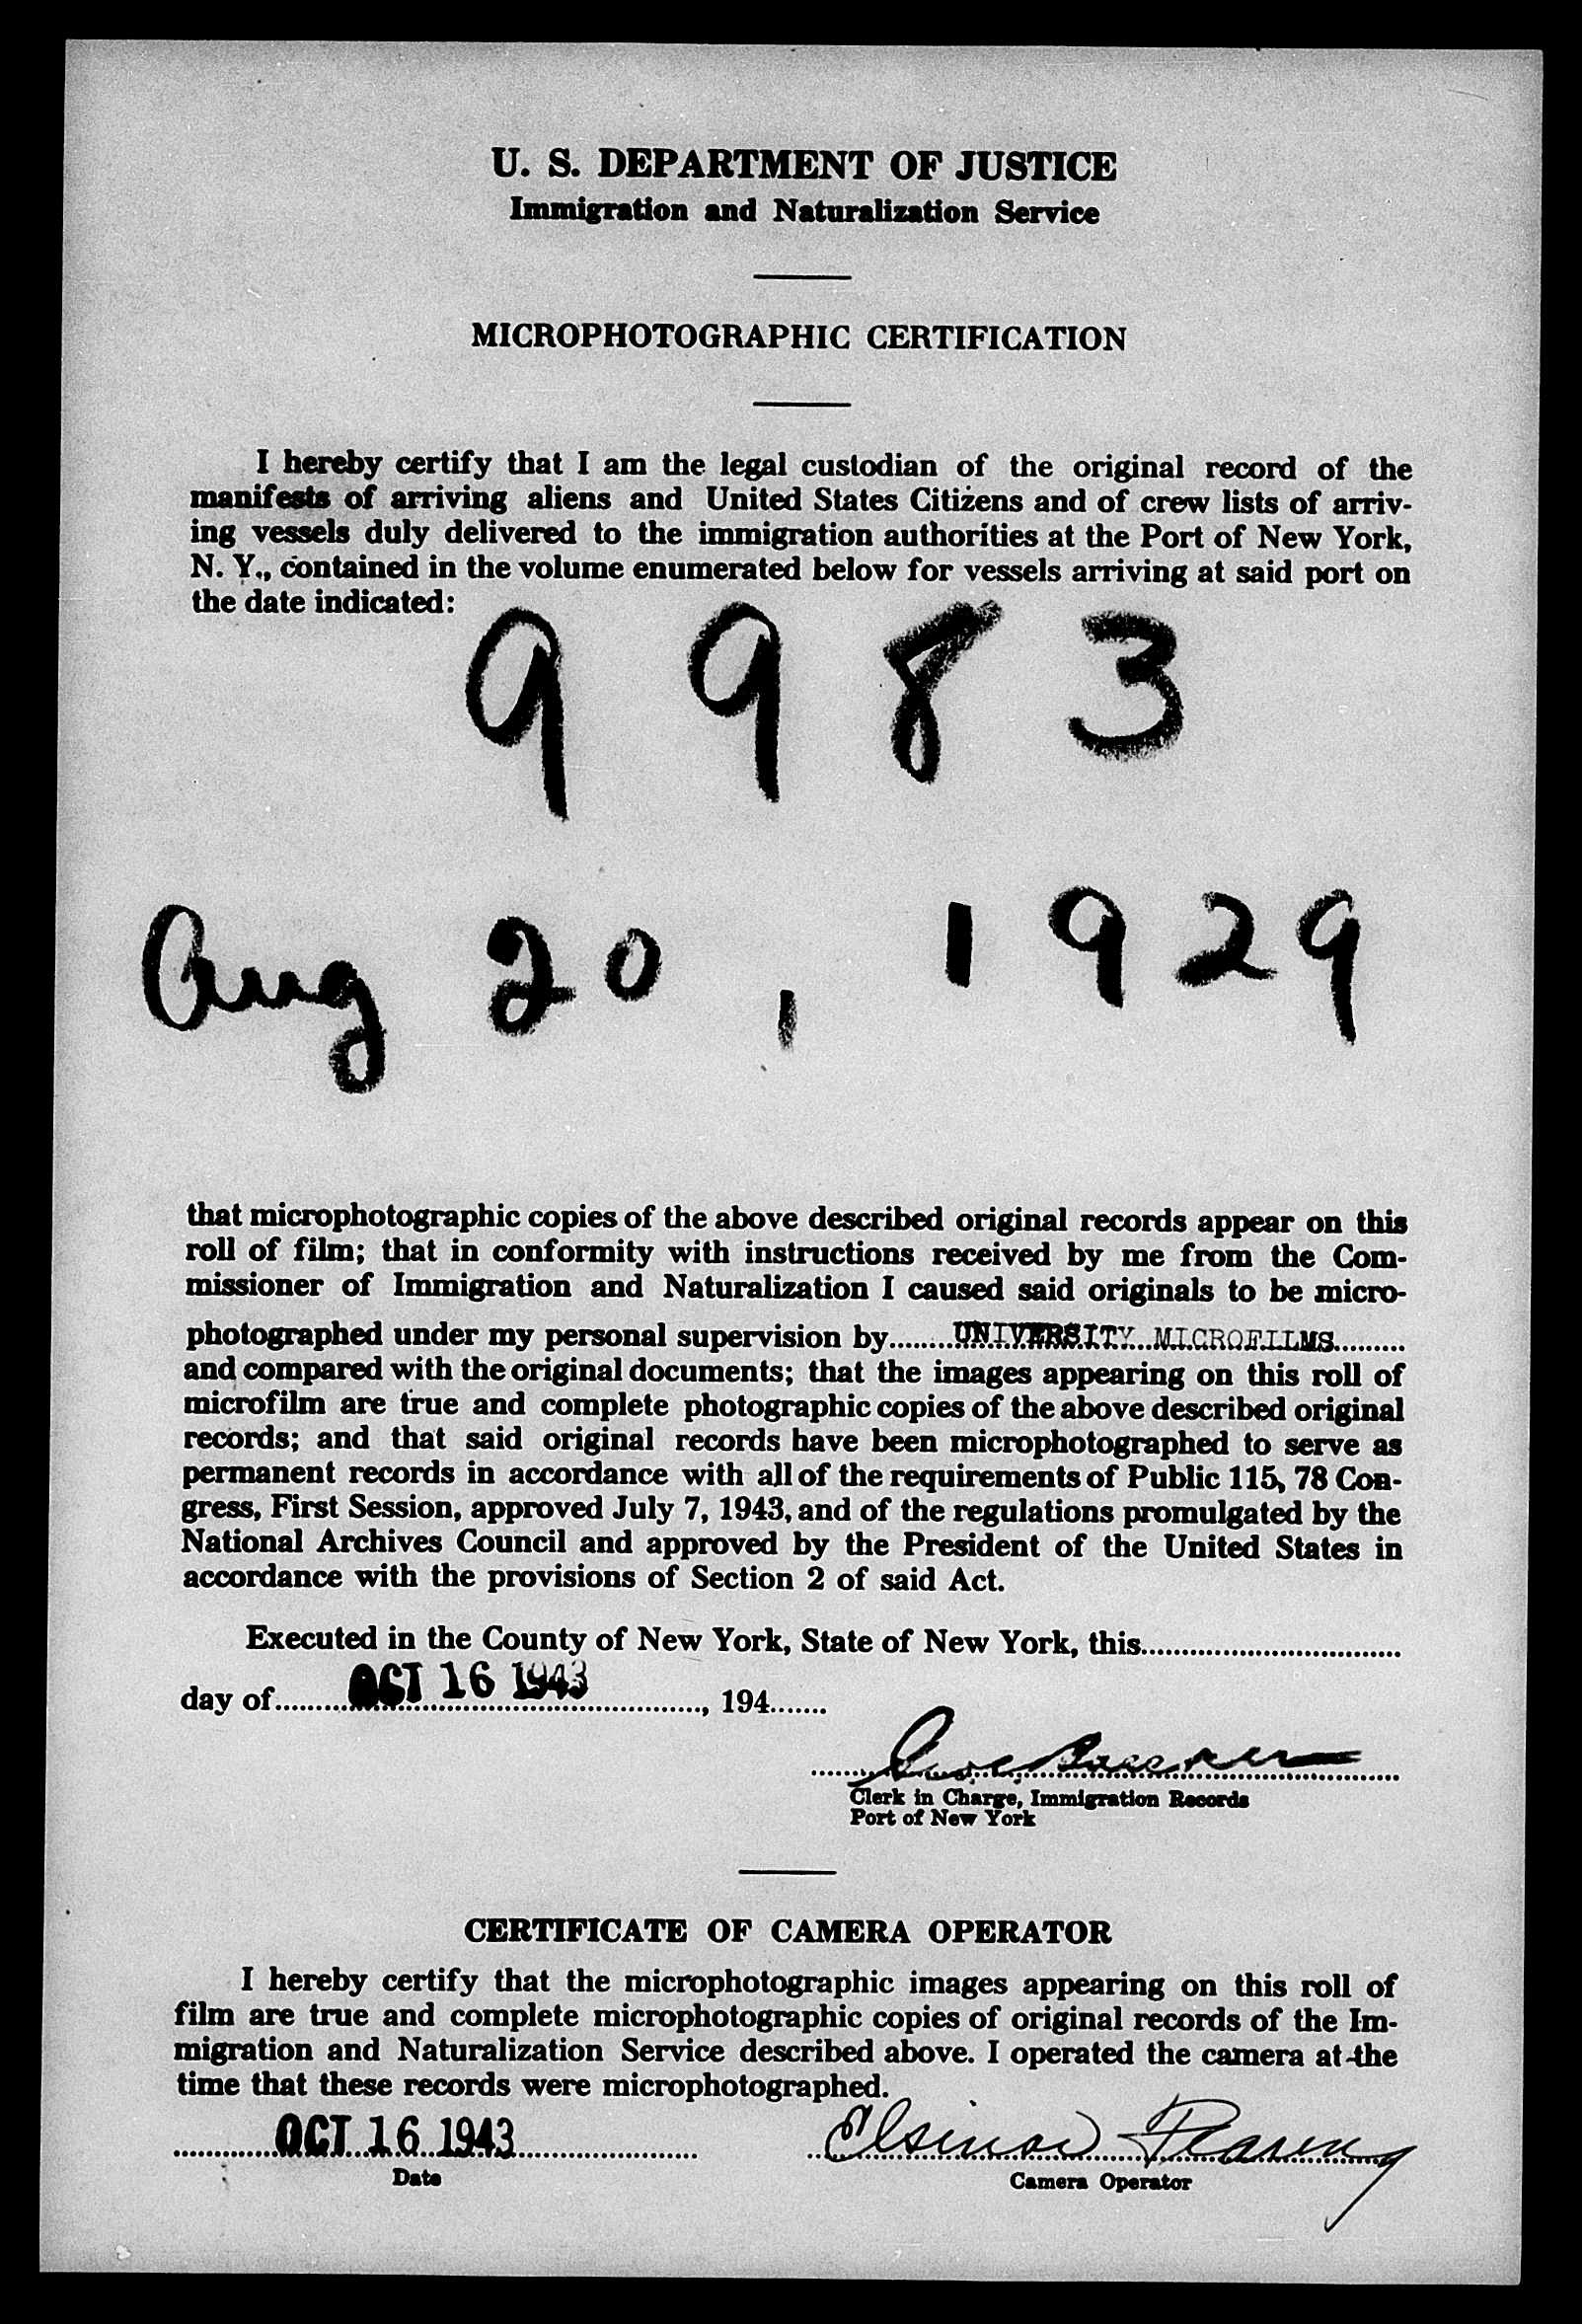 U. S. DEPARTMENT OF JUSTICE
Immigration and Naturalization Service
MICROPHOTOGRAPHIC CERTIFICATION
I hereby certify that I am the legal custodian of the original record of the
manifests of arriving aliens and United States Citizens and of crew lists of arriv-
ing vessels duly delivered to the immigration authorities at the Port of New York,
N. Y., contained in the volume enumerated below for vessels arriving at said port on
the date indicated:
9983
Aug 20, 1929
that microphotographic copies of the above described original records appear on this
roll of film; that in conformity with instructions received by me from the Com-
missioner of Immigration and Naturalization I caused said originals to be micro-
photographed under my personal supervision by........UNIVERSITY MICROFILMS..........
and compared with the original documents; that the images appearing on this roll of
microfilm are true and complete photographic copies of the above described original
records; and that said original records have been microphotographed to serve as
permanent records in accordance with all of the requirements of Public 115, 78 Con-
gress, First Session, approved July 7, 1943, and of the regulations promulgated by the
National Archives Council and approved by the President of the United States in
accordance with the provisions of Section 2 of said Act.
Executed in the County of New York, State of New York, this.................................
day of..........OCT 16 1943..............., 194.......
Clerk in Charge, Immigration Records
Port of New York
CERTIFICATE OF CAMERA OPERATOR
I hereby certify that the microphotographic images appearing on this roll of
film are true and complete microphotographic copies of original records of the Im-
migration and Naturalization Service described above. I operated the camera at the
time that these records were microphotographed.
OCT 16 1943
Date
Camera Operator